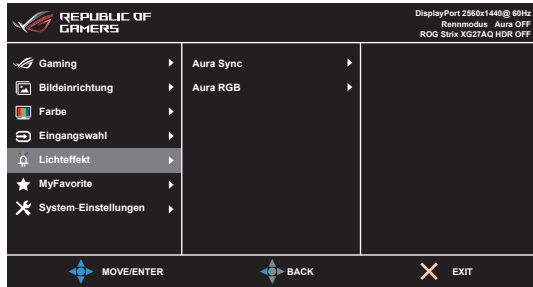 REPUBLIC OF
GAMERS
DisplayPort 2560x1440@ 60Hz
Rennmodus Aura OFF
ROG Strix XG27AQ HDR OFF
Gaming
Bildeinrichtung
Farbe
Eingangswahl
Lichteffekt
MyFavorite
System-Einstellungen
Aura Sync
Aura RGB
MOVE/ENTER
BACK
EXIT